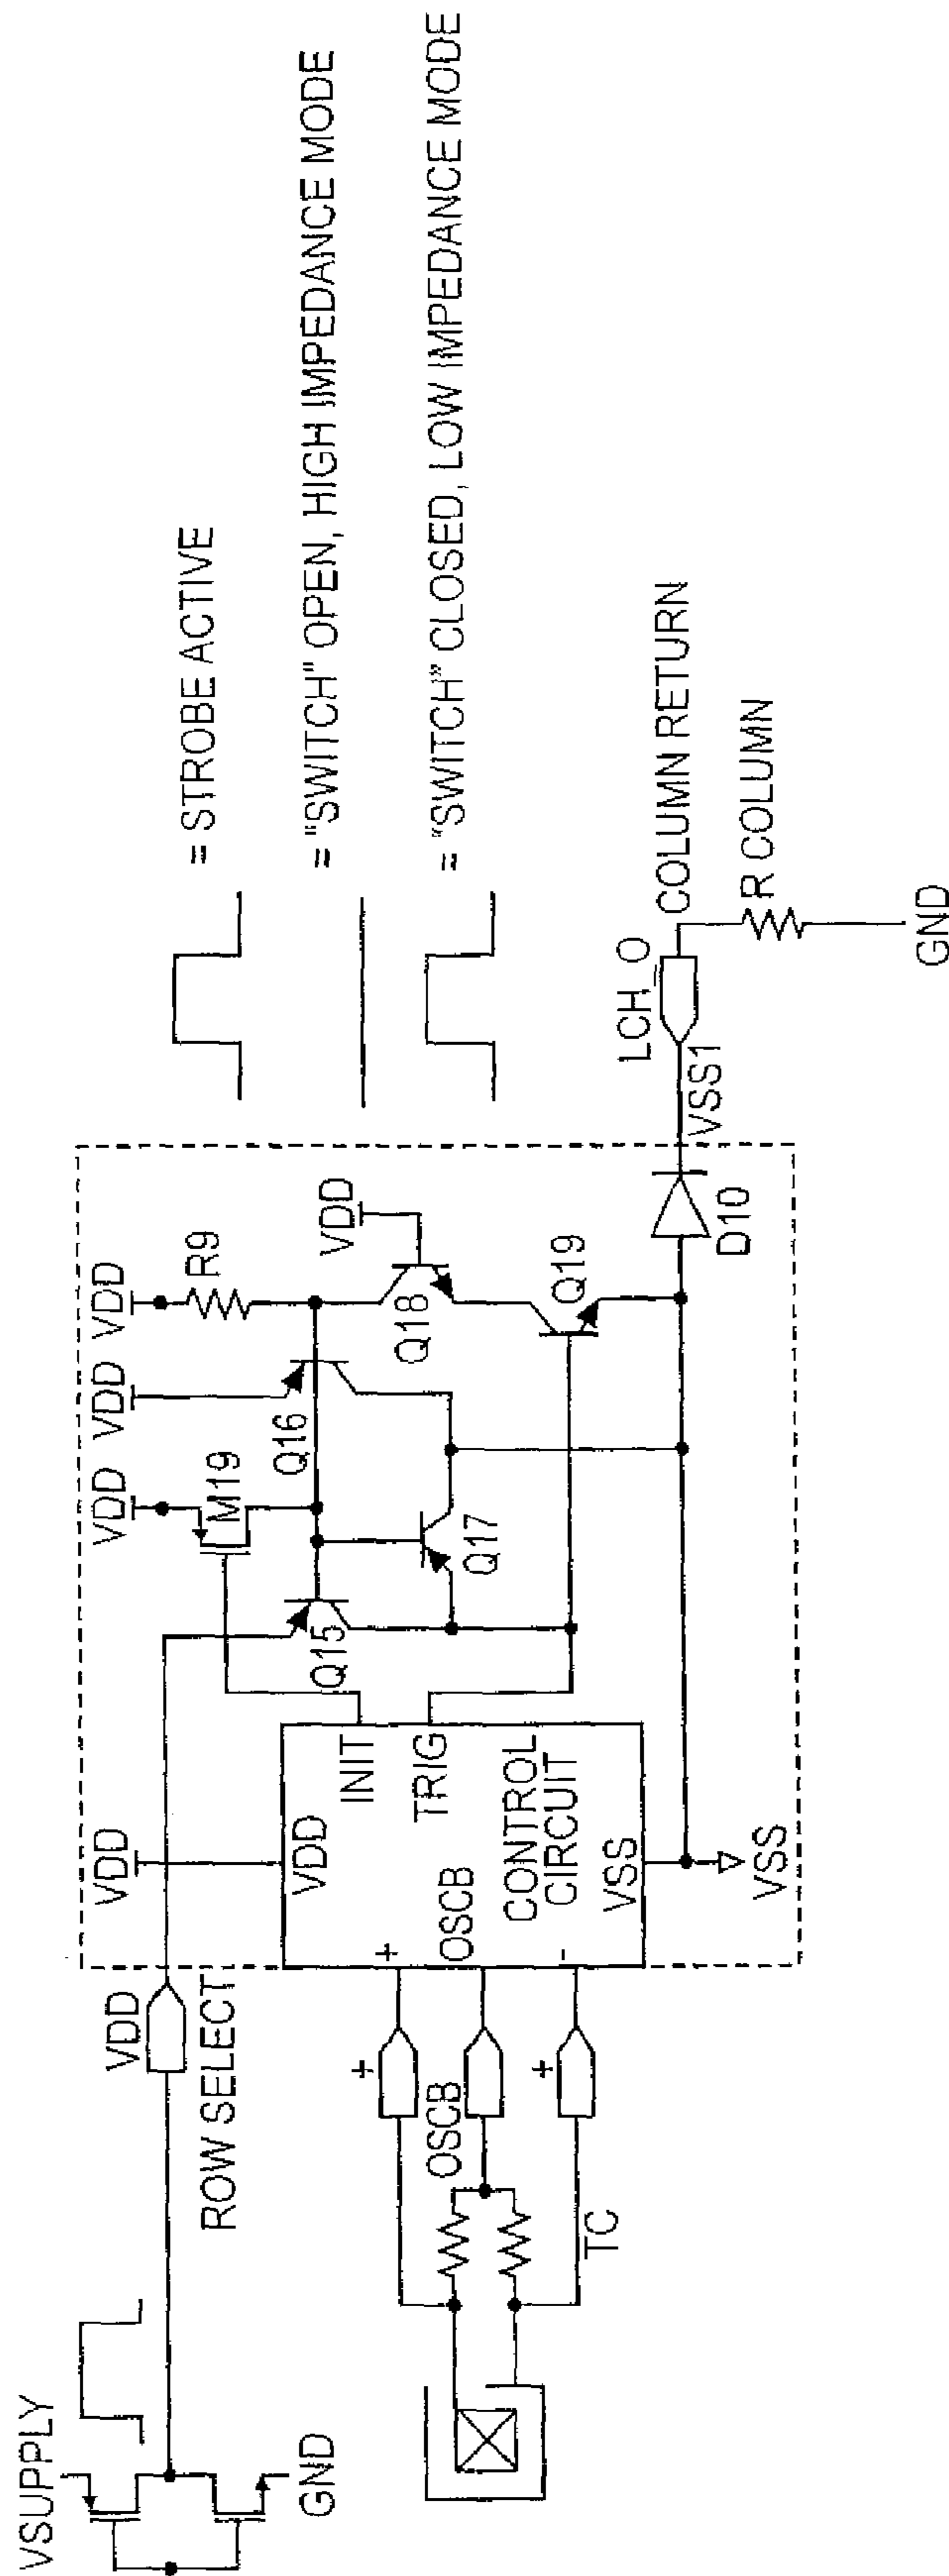 VSUPPLY
GND
VDD
ROW SELECT
+
OSCB
+
TC
VDD
VDD
+
OSCB
-
INIT
TRIG
CONTROL
CIRCUIT
VSS
VSS
VDD
M19
Q15
VDD
Q16
Q17
VDD
R9
VDD
Q18
Q19
D10
VSS1
LCH_O
COLUMN RETURN
R COLUMN
GND
= STROBE ACTIVE
= "SWITCH" OPEN, HIGH IMPEDANCE MODE
= "SWITCH" CLOSED, LOW IMPEDANCE MODE